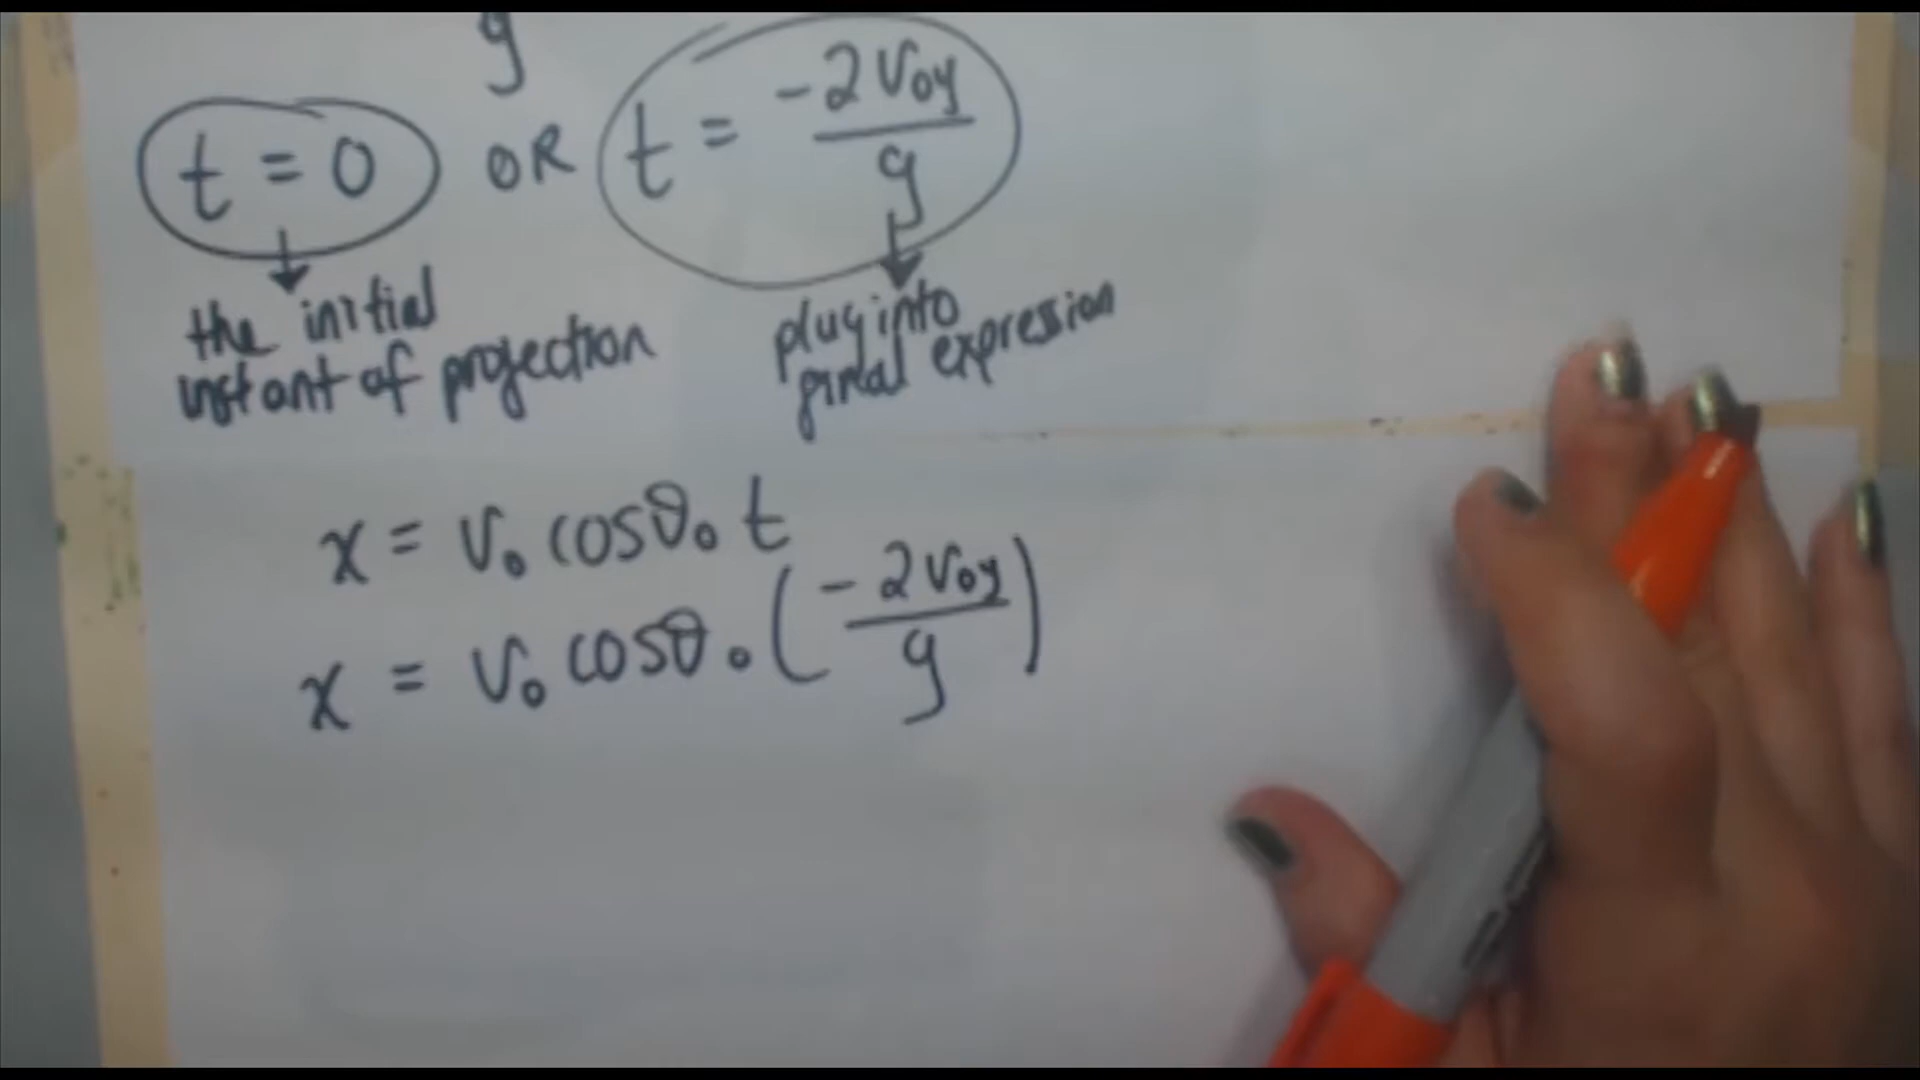 g
t = 0 OR t = -2V₀y/g
the initial instant of projection
plug into final expression
x = V₀ cosθ₀ t
x = V₀ cosθ₀ (-2V₀y/g)